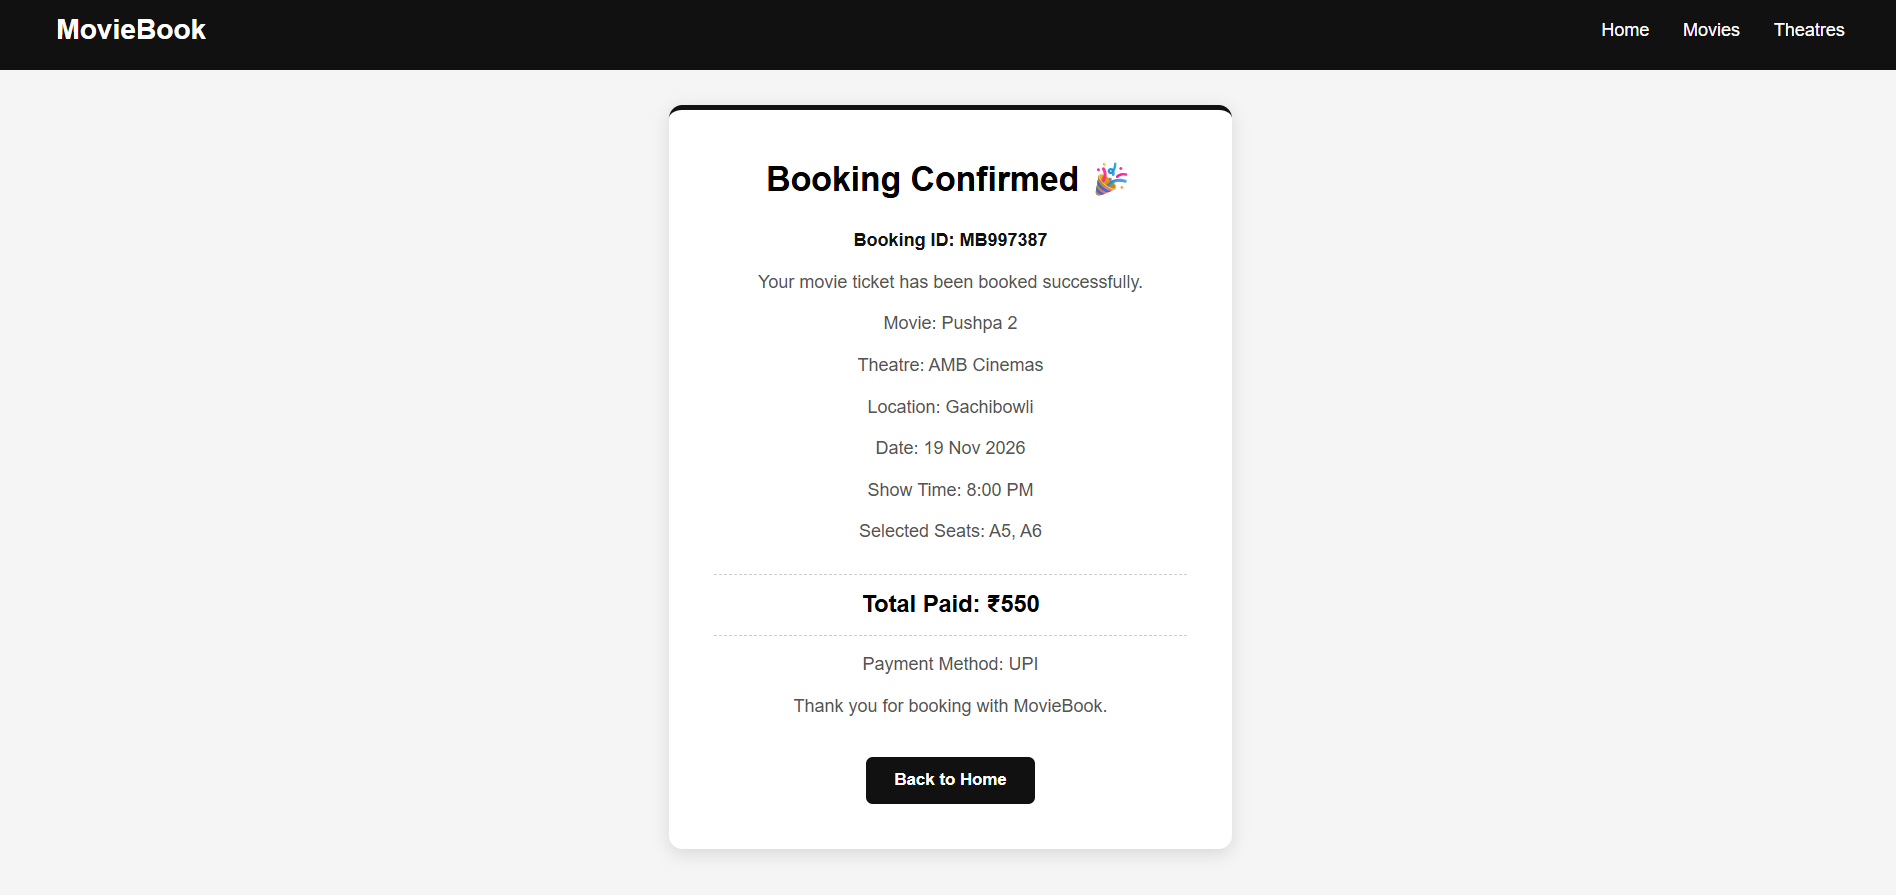 MovieBook
Home Movies Theatres
Booking Confirmed 🎉
Booking ID: MB997387
Your movie ticket has been booked successfully.
Movie: Pushpa 2
Theatre: AMB Cinemas
Location: Gachibowli
Date: 19 Nov 2026
Show Time: 8:00 PM
Selected Seats: A5, A6
Total Paid: ₹550
Payment Method: UPI
Thank you for booking with MovieBook.
Back to Home